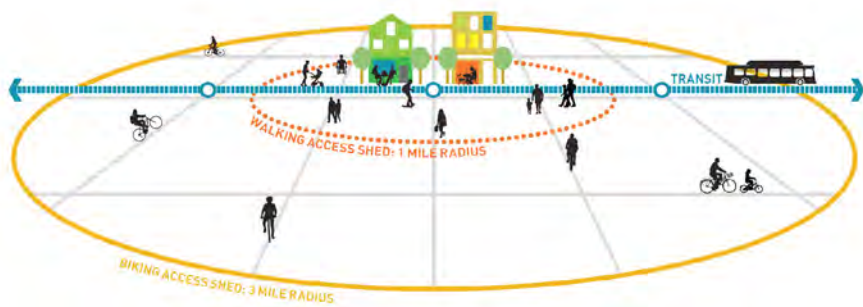 TRANSIT
WALKING ACCESS SHED: 1 MILE RADIUS
BIKING ACCESS SHED: 3 MILE RADIUS